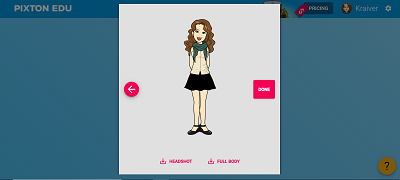 PIXTON EDU
PRICING
Kraiver
DONE
HEADSHOT
FULL BODY
?